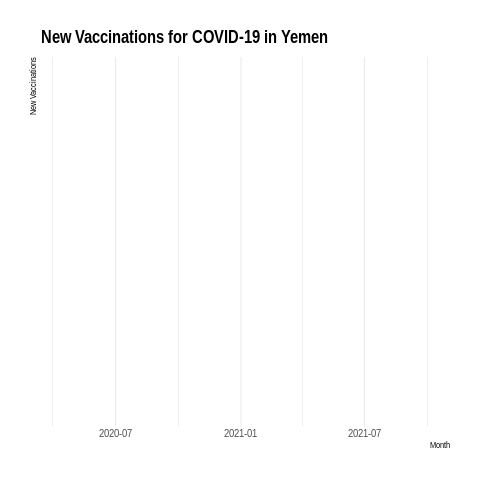 New Vaccinations for COVID-19 in Yemen
New Vaccinations
2020-07
2021-01
2021-07
Month